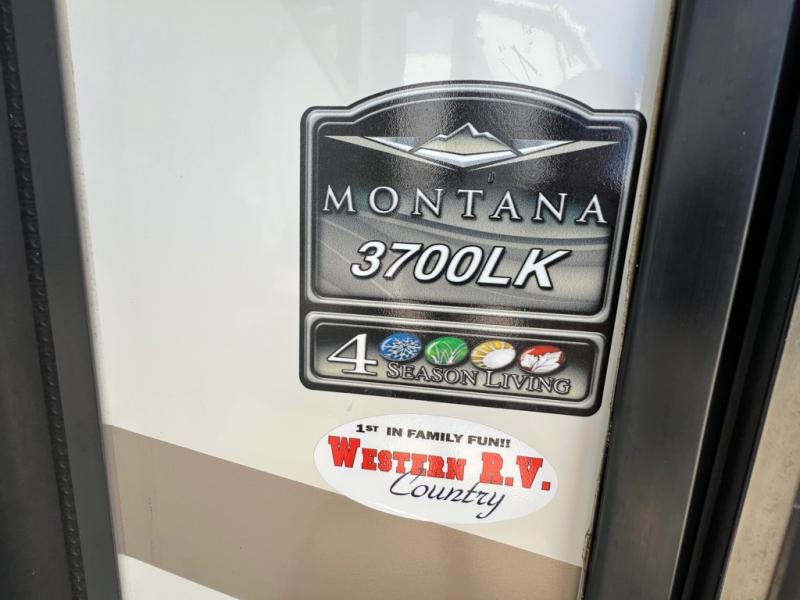 MONTANA
3700LK
4 SEASON LIVING
1ST IN FAMILY FUN!!
WESTERN R.V.
Country